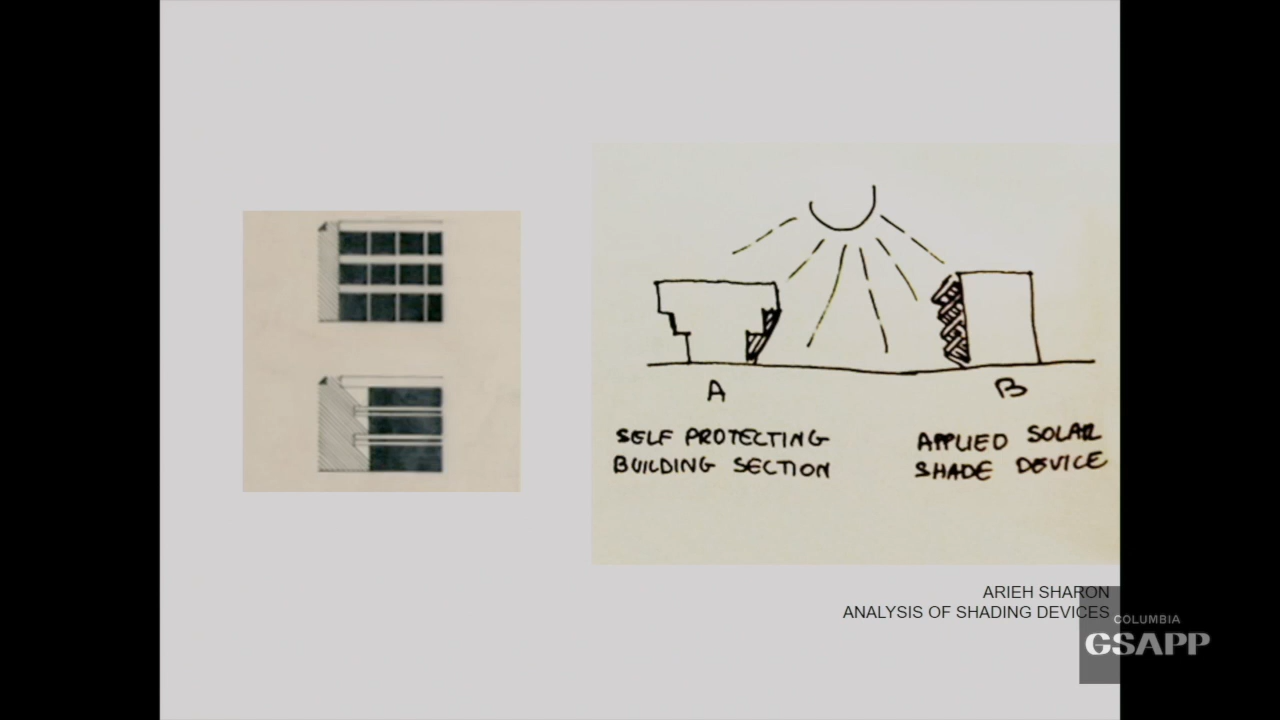 A
B
SELF PROTECTING
BUILDING SECTION
APPLIED SOLAR
SHADE DEVICE
ARIEH SHARON
ANALYSIS OF SHADING DEVICES
COLUMBIA
GSAPP